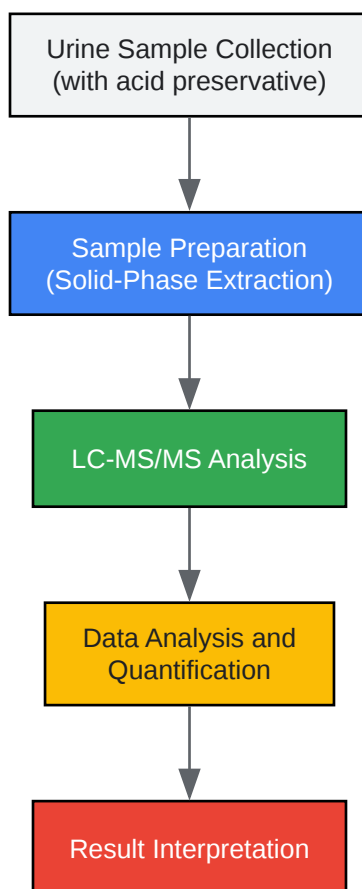 Urine Sample Collection
(with acid preservative)
Sample Preparation
(Solid-Phase Extraction)
LC-MS/MS Analysis
Data Analysis and
Quantification
Result Interpretation